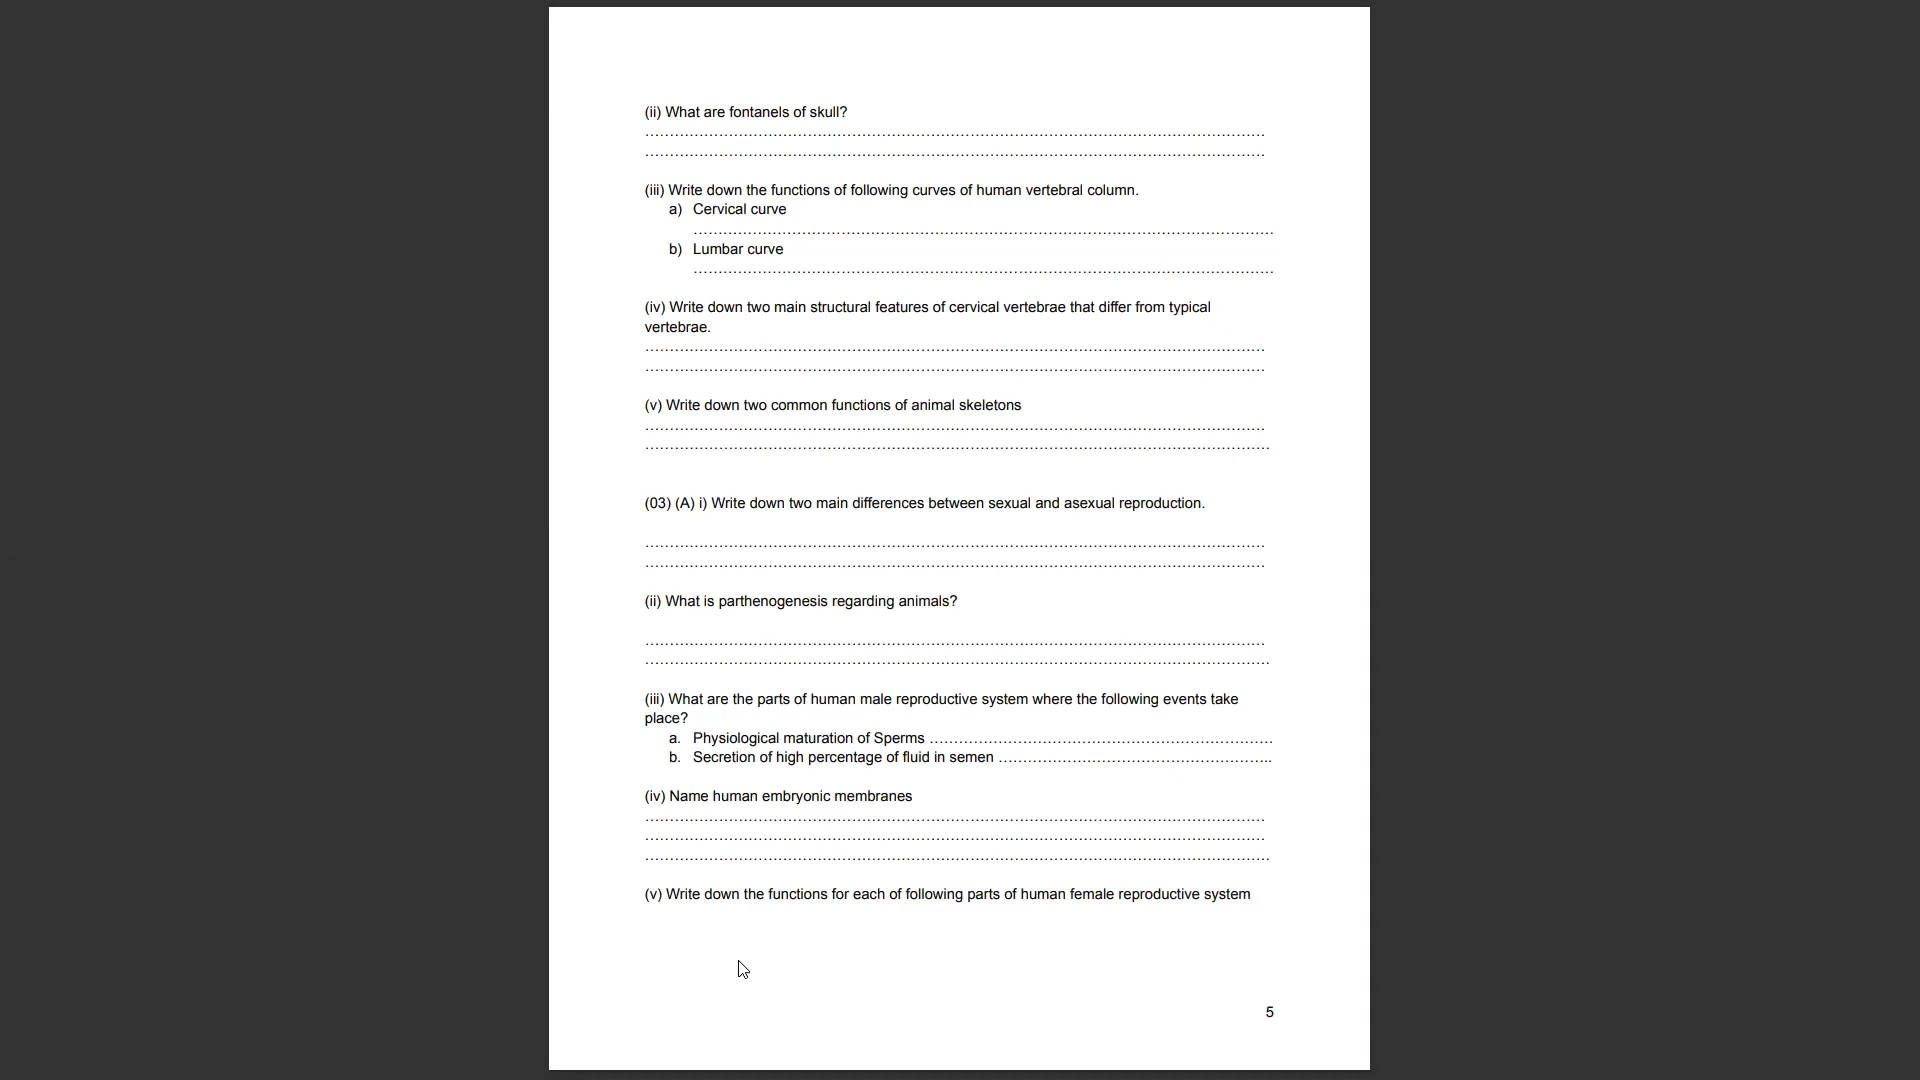 (ii) What are fontanels of skull?
……………………………………………………………………………………………………………
……………………………………………………………………………………………………………
(iii) Write down the functions of following curves of human vertebral column.
a) Cervical curve
…………………………………………………………………………………………………….
b) Lumbar curve
…………………………………………………………………………………………………….
(iv) Write down two main structural features of cervical vertebrae that differ from typical
vertebrae.
……………………………………………………………………………………………………………
……………………………………………………………………………………………………………
(v) Write down two common functions of animal skeletons
……………………………………………………………………………………………………………
…………………………………………………………………………………………………………….
(03) (A) i) Write down two main differences between sexual and asexual reproduction.
……………………………………………………………………………………………………………
……………………………………………………………………………………………………………
(ii) What is parthenogenesis regarding animals?
……………………………………………………………………………………………………………
…………………………………………………………………………………………………………….
(iii) What are the parts of human male reproductive system where the following events take
place?
a. Physiological maturation of Sperms …………………………………………………………….
b. Secretion of high percentage of fluid in semen ………………………………………………..
(iv) Name human embryonic membranes
……………………………………………………………………………………………………………
……………………………………………………………………………………………………………
…………………………………………………………………………………………………………….
(v) Write down the functions for each of following parts of human female reproductive system
5